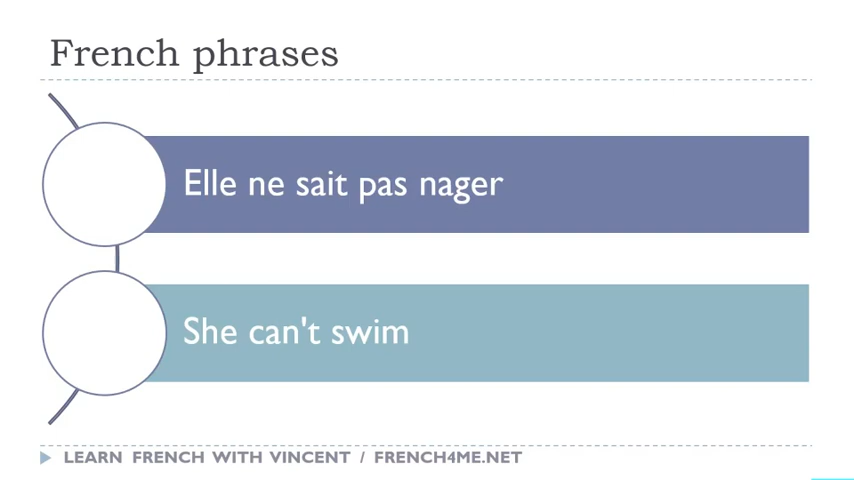 French phrases
Elle ne sait pas nager
She can't swim
LEARN FRENCH WITH VINCENT / FRENCH4ME.NET